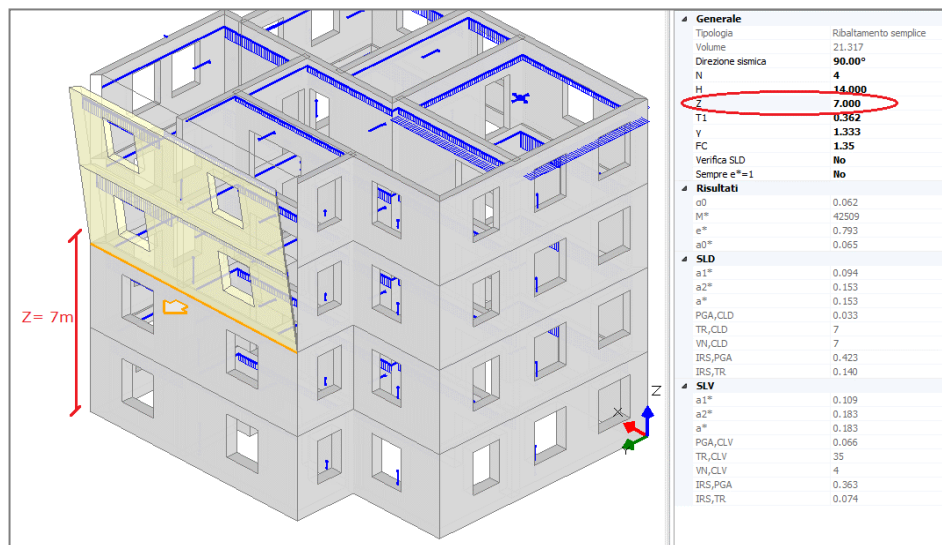 Generale
Tipologia Ribaltamento semplice
Volume 21.317
Direzione sismica 90.00°
N 4
H 14.000
Z 7.000
T1 0.362
γ 1.333
FC 1.35
Verifica SLD No
Sempre e*=1 No
Risultati
α0 0.062
M* 42509
e* 0.793
a0* 0.065
SLD
a1* 0.094
a2* 0.153
a* 0.153
PGA,CLD 0.033
TR,CLD 7
VN,CLD 7
IRS,PGA 0.423
IRS,TR 0.140
SLV
a1* 0.109
a2* 0.183
a* 0.183
PGA,CLV 0.066
TR,CLV 35
VN,CLV 4
IRS,PGA 0.363
IRS,TR 0.074
Z= 7m
Z
X
Y